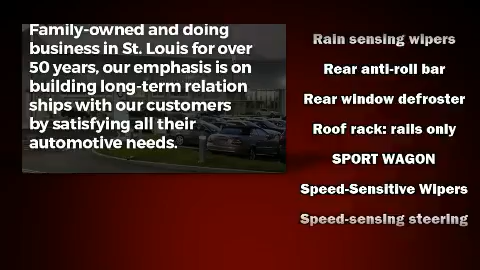 Family-owned and doing
business in St. Louis for over
50 years, our emphasis is on
building long-term relation
ships with our customers
by satisfying all their
automotive needs.
Rain sensing wipers
Rear anti-roll bar
Rear window defroster
Roof rack: rails only
SPORT WAGON
Speed-Sensitive Wipers
Speed-sensing steering